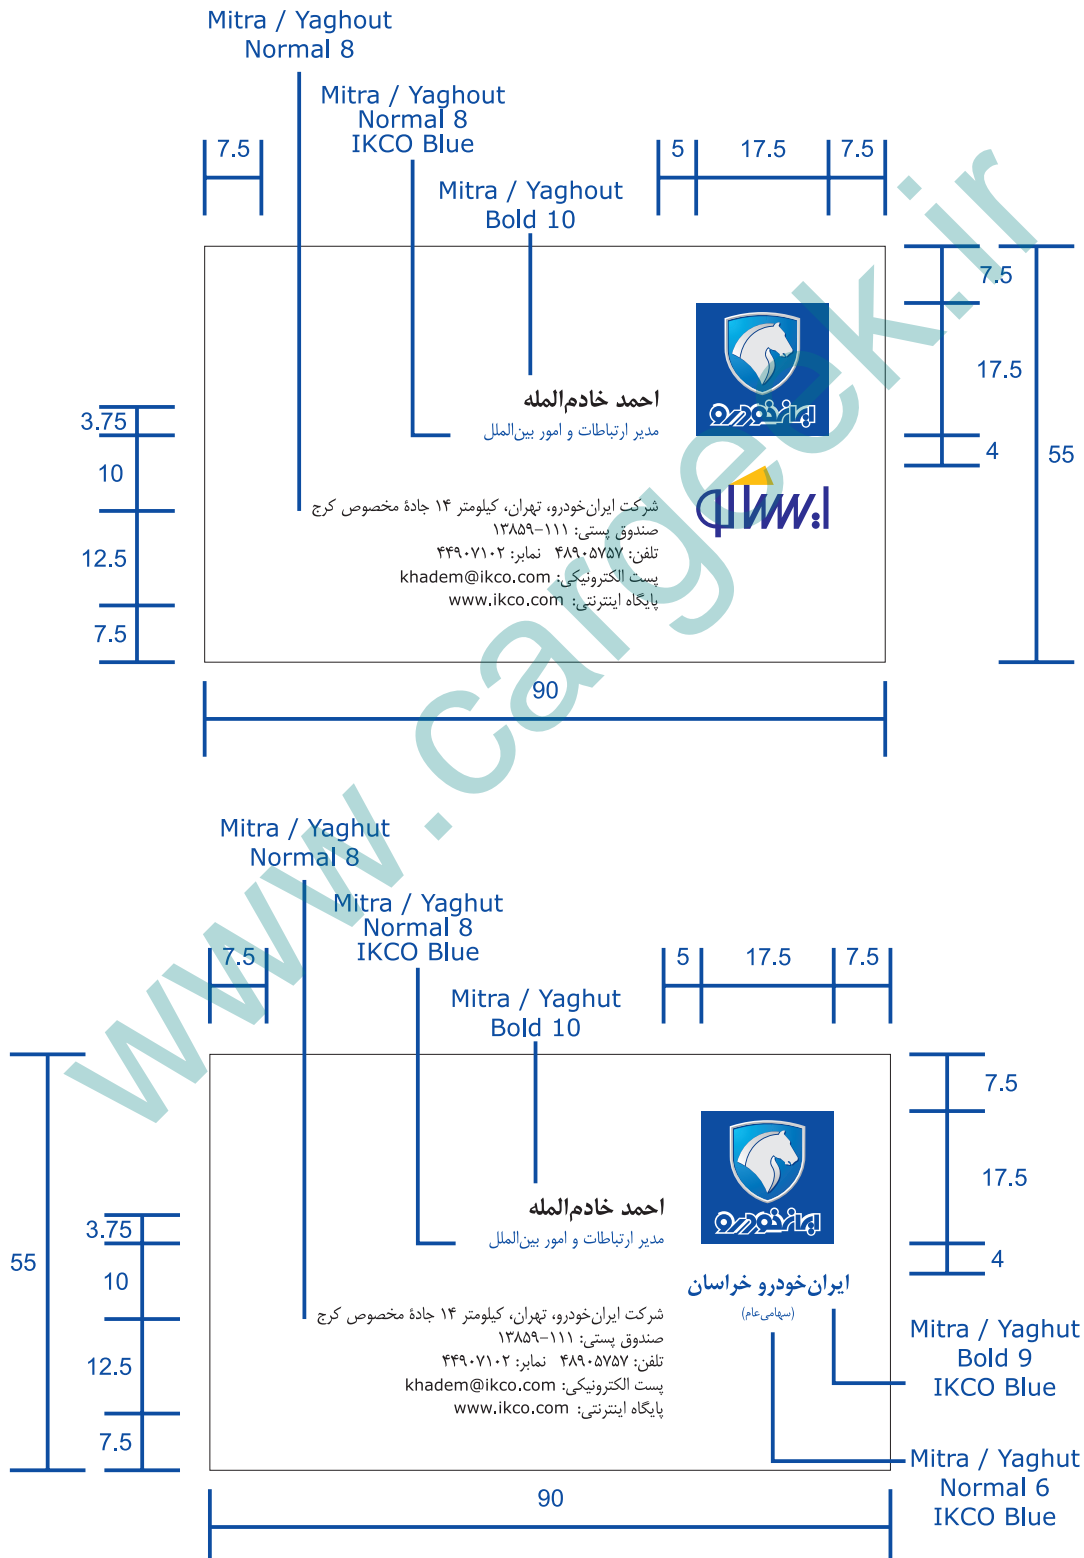 Mitra / Yaghout
Normal 8
Mitra / Yaghout
Normal 8
IKCO Blue
Mitra / Yaghout
Bold 10
7.5
5
17.5
7.5
7.5
17.5
4
55
3.75
10
12.5
7.5
ایران‌خودرو
احمد خادم‌المله
مدیر ارتباطات و امور بین‌الملل
شرکت ایران‌خودرو، تهران، کیلومتر ۱۴ جادهٔ مخصوص کرج
صندوق پستی: ۱۱۱-۱۳۸۵۹
تلفن: ۴۸۹۰۵۷۵۷ نمابر: ۴۴۹۰۷۱۰۲
پست الکترونیکی: khadem@ikco.com
پایگاه اینترنتی: www.ikco.com
90
www.cargeek.ir
Mitra / Yaghut
Normal 8
Mitra / Yaghut
Normal 8
IKCO Blue
Mitra / Yaghut
Bold 10
7.5
5
17.5
7.5
7.5
17.5
4
55
3.75
10
12.5
7.5
ایران‌خودرو
احمد خادم‌المله
مدیر ارتباطات و امور بین‌الملل
ایران‌خودرو خراسان
(سهامی‌عام)
شرکت ایران‌خودرو، تهران، کیلومتر ۱۴ جادهٔ مخصوص کرج
صندوق پستی: ۱۱۱-۱۳۸۵۹
تلفن: ۴۸۹۰۵۷۵۷ نمابر: ۴۴۹۰۷۱۰۲
پست الکترونیکی: khadem@ikco.com
پایگاه اینترنتی: www.ikco.com
Mitra / Yaghut
Bold 9
IKCO Blue
Mitra / Yaghut
Normal 6
IKCO Blue
90